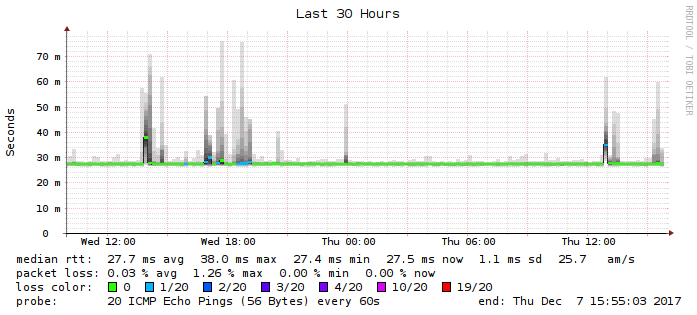 Last 30 Hours
RRDTOOL / TOBI OETIKER
Seconds
70 m
60 m
50 m
40 m
30 m
20 m
10 m
0
Wed 12:00 Wed 18:00 Thu 00:00 Thu 06:00 Thu 12:00
median rtt: 27.7 ms avg 38.0 ms max 27.4 ms min 27.5 ms now 1.1 ms sd 25.7 am/s
packet loss: 0.03 % avg 1.26 % max 0.00 % min 0.00 % now
loss color: 0 1/20 2/20 3/20 4/20 10/20 19/20
probe: 20 ICMP Echo Pings (56 Bytes) every 60s end: Thu Dec 7 15:55:03 2017